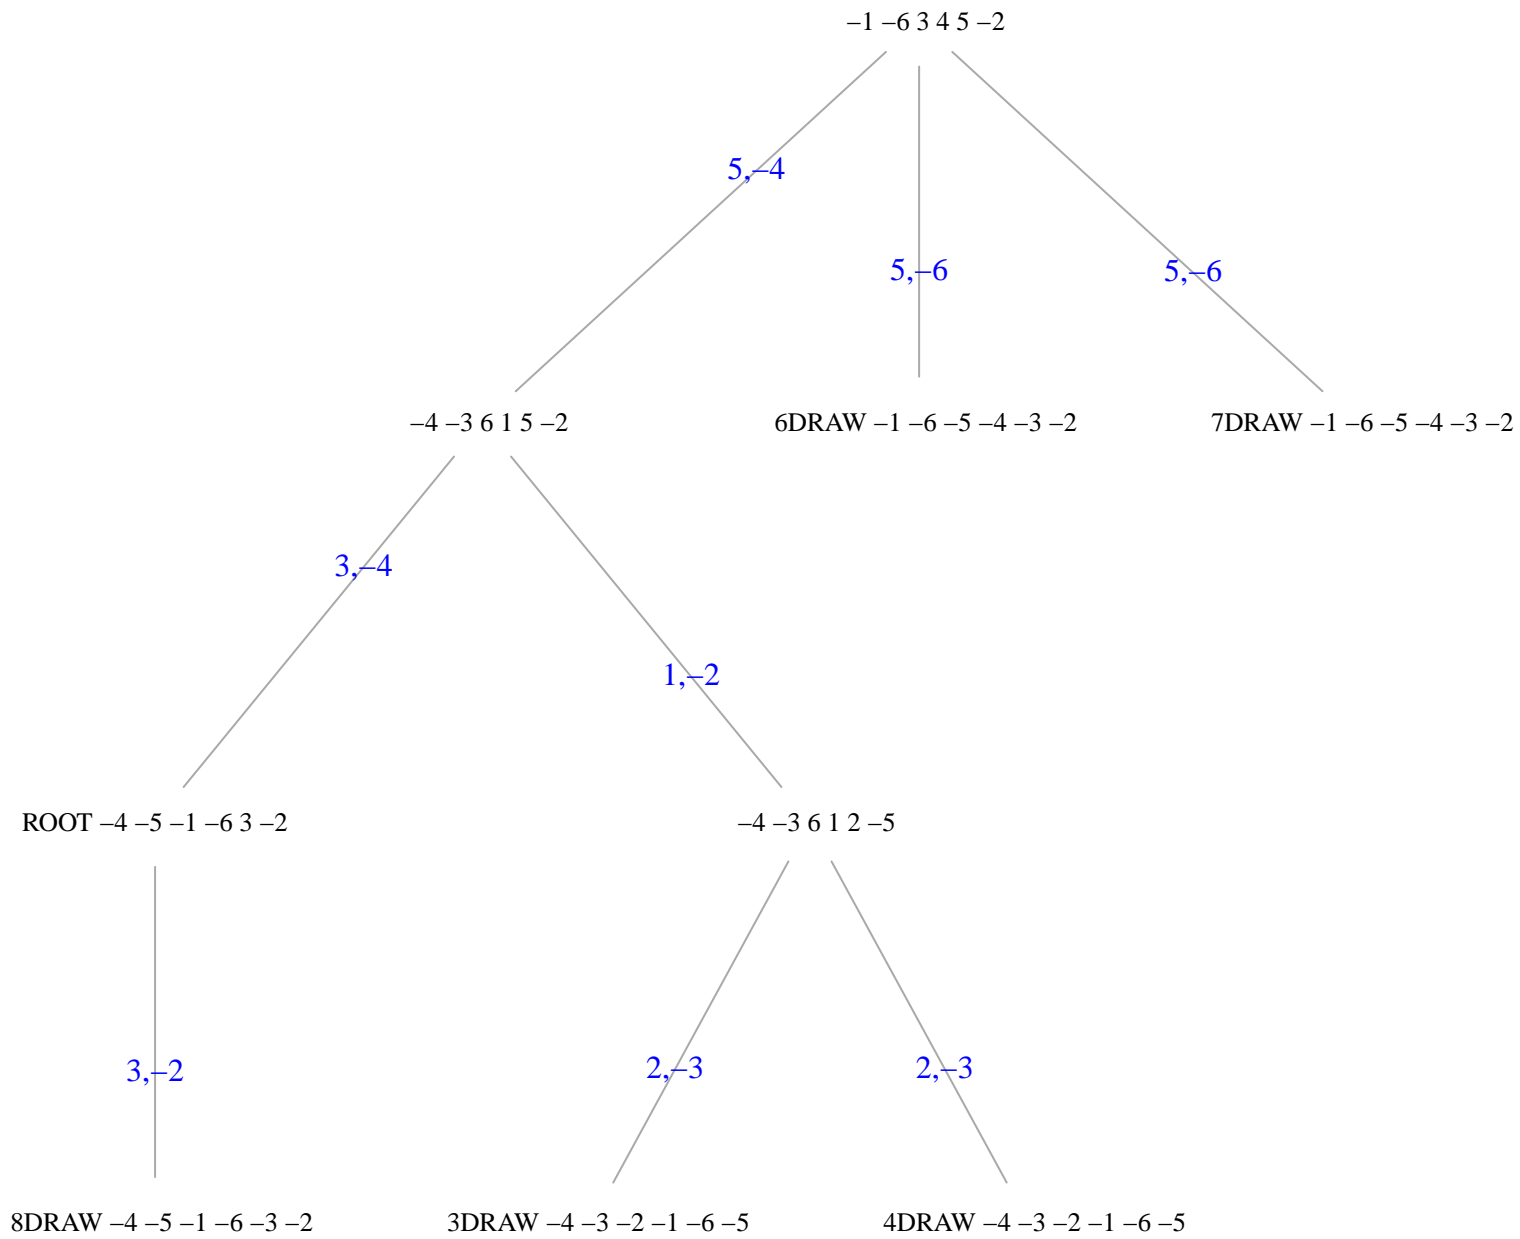 –1 –6 3 4 5 –2
5,–4
5,–6
5,–6
–4 –3 6 1 5 –2
6DRAW –1 –6 –5 –4 –3 –2
7DRAW –1 –6 –5 –4 –3 –2
3,–4
1,–2
ROOT –4 –5 –1 –6 3 –2
–4 –3 6 1 2 –5
3,–2
2,–3
2,–3
8DRAW –4 –5 –1 –6 –3 –2
3DRAW –4 –3 –2 –1 –6 –5
4DRAW –4 –3 –2 –1 –6 –5